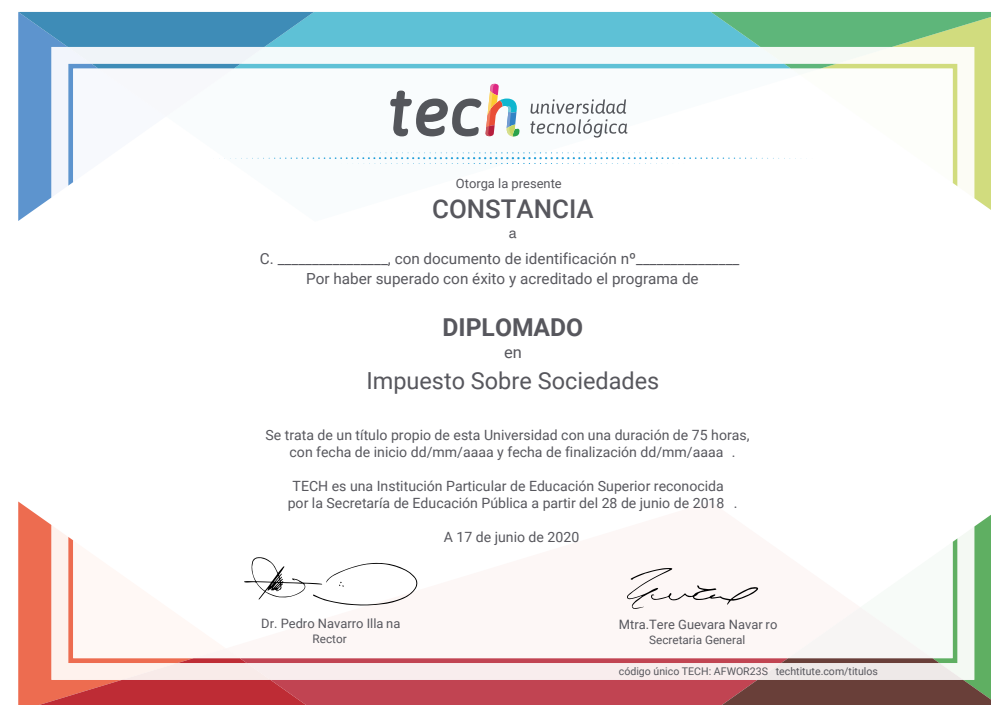 tech universidad
tecnológica
Otorga la presente
CONSTANCIA
a
C. ________________, con documento de identificación nº_______________
Por haber superado con éxito y acreditado el programa de
DIPLOMADO
en
Impuesto Sobre Sociedades
Se trata de un título propio de esta Universidad con una duración de 75 horas,
con fecha de inicio dd/mm/aaaa y fecha de finalización dd/mm/aaaa .
TECH es una Institución Particular de Educación Superior reconocida
por la Secretaría de Educación Pública a partir del 28 de junio de 2018 .
A 17 de junio de 2020
Dr. Pedro Navarro Illa na
Rector
Mtra.Tere Guevara Navar ro
Secretaria General
código único TECH: AFWOR23S techtitute.com/titulos